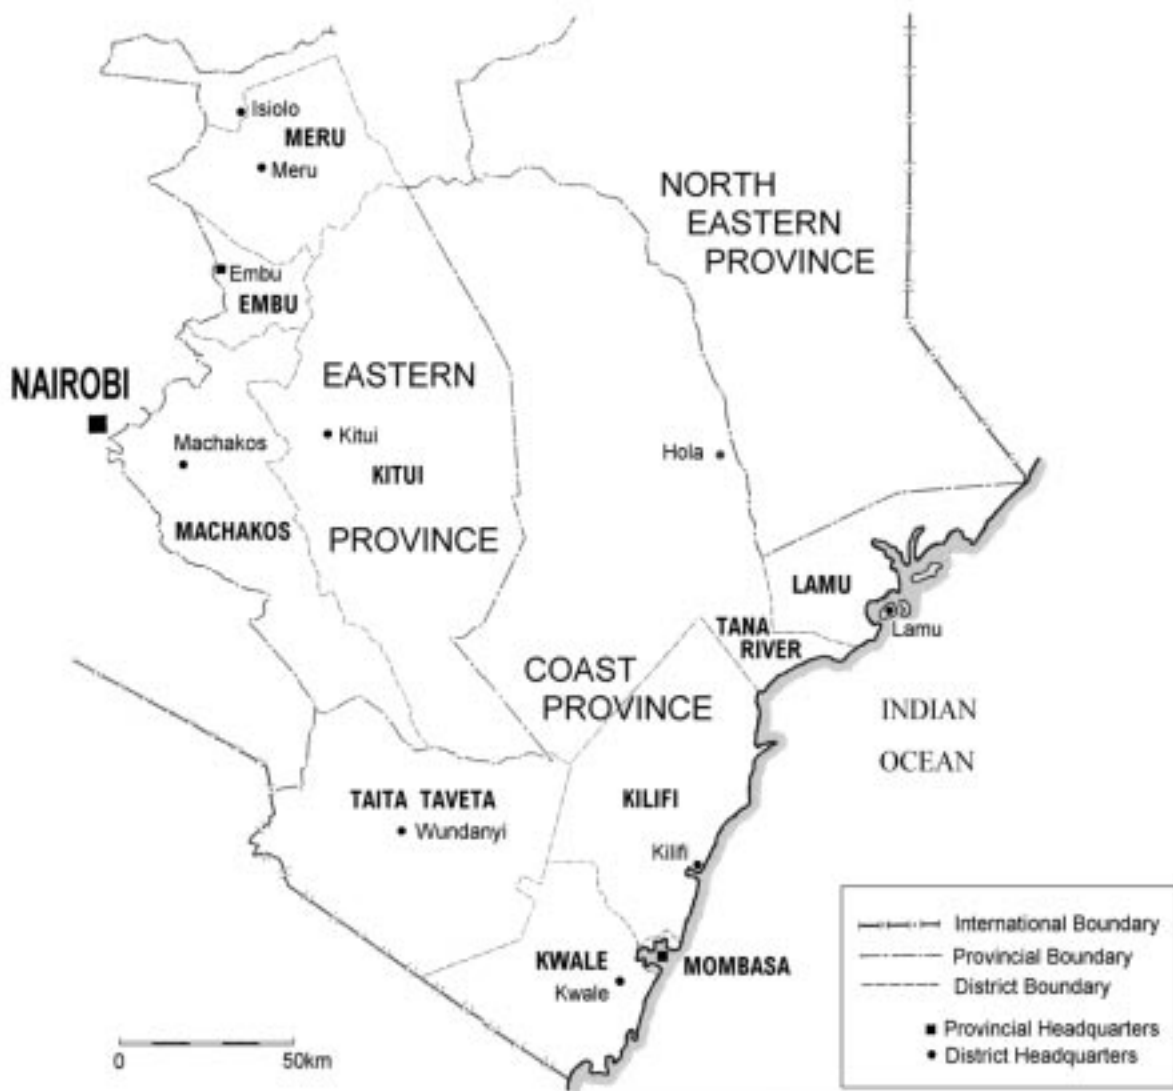 Isiolo
MERU
Meru
NORTH
EASTERN
PROVINCE
Embu
EMBU
NAIROBI
EASTERN
Machakos
Kitui
Hola
KITUI
MACHAKOS
PROVINCE
LAMU
Lamu
TANA
RIVER
COAST
PROVINCE
INDIAN
OCEAN
TAITA TAVETA
Wundanyi
KILIFI
Kilifi
KWALE
Kwale
MOMBASA
International Boundary
Provincial Boundary
District Boundary
Provincial Headquarters
District Headquarters
0 50km